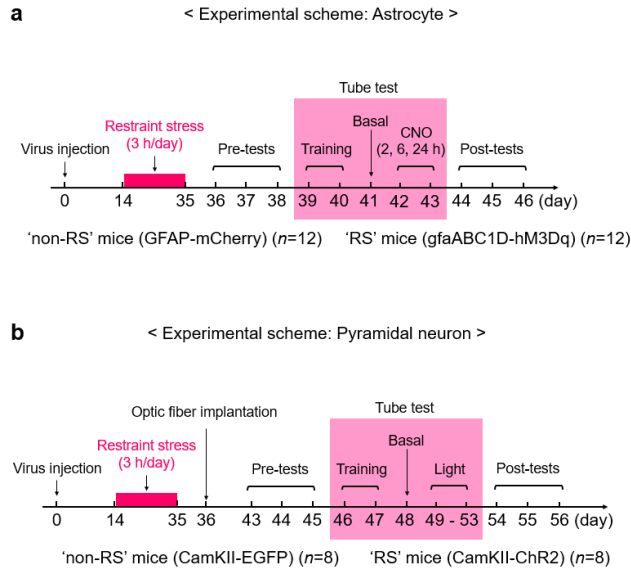 a
< Experimental scheme: Astrocyte >
Tube test
Restraint stress
(3 h/day)
Basal
CNO
(2, 6, 24 h)
Virus injection
Pre-tests
Training
Post-tests
0 14 35 36 37 38 39 40 41 42 43 44 45 46 (day)
‘non-RS’ mice (GFAP-mCherry) (n=12) ‘RS’ mice (gfaABC1D-hM3Dq) (n=12)
b
< Experimental scheme: Pyramidal neuron >
Optic fiber implantation
Tube test
Restraint stress
(3 h/day)
Basal
Virus injection
Pre-tests
Training
Light
Post-tests
0 14 35 36 43 44 45 46 47 48 49 - 53 54 55 56 (day)
‘non-RS’ mice (CamKII-EGFP) (n=8) ‘RS’ mice (CamKII-ChR2) (n=8)